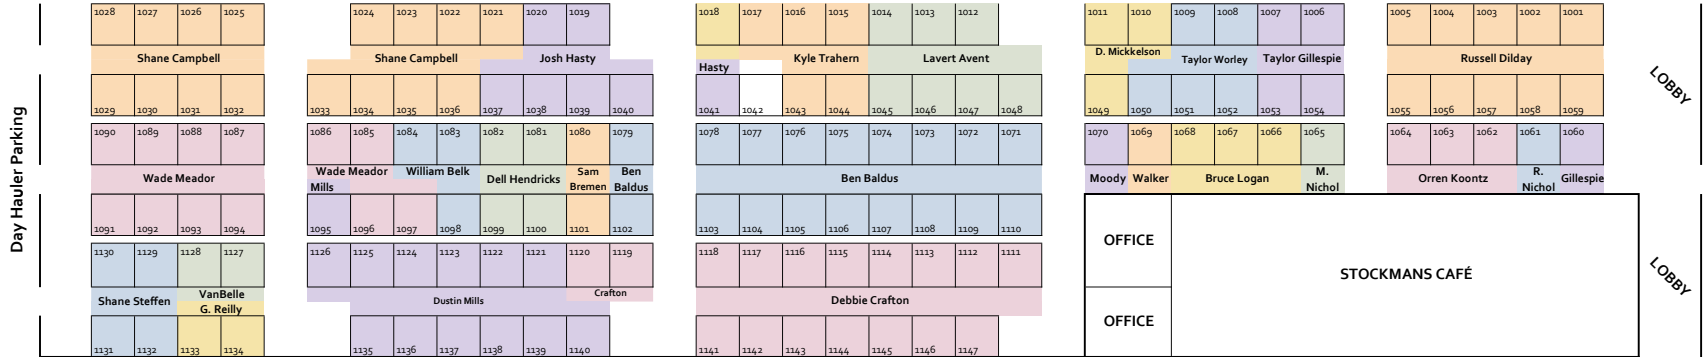 1028 1027 1026 1025 1024 1023 1022 1021 1020 1019 1018 1017 1016 1015 1014 1013 1012 1011 1010 1009 1008 1007 1006 1005 1004 1003 1002 1001
Shane Campbell Shane Campbell Josh Hasty Hasty Kyle Trahern Lavert Avent D. Mickkelson Taylor Worley Taylor Gillespie Russell Dilday
LOBBY
1029 1030 1031 1032 1033 1034 1035 1036 1037 1038 1039 1040 1041 1042 1043 1044 1045 1046 1047 1048 1049 1050 1051 1052 1053 1054 1055 1056 1057 1058 1059
Day Hauler Parking
1090 1089 1088 1087 1086 1085 1084 1083 1082 1081 1080 1079 1078 1077 1076 1075 1074 1073 1072 1071 1070 1069 1068 1067 1066 1065 1064 1063 1062 1061 1060
Wade Meador Wade Meador Mills William Belk Dell Hendricks Sam Bremen Ben Baldus Ben Baldus Moody Walker Bruce Logan M. Nichol Orren Koontz R. Nichol Gillespie
1091 1092 1093 1094 1095 1096 1097 1098 1099 1100 1101 1102 1103 1104 1105 1106 1107 1108 1109 1110
OFFICE
STOCKMANS CAFÉ
LOBBY
1130 1129 1128 1127 1126 1125 1124 1123 1122 1121 1120 1119 1118 1117 1116 1115 1114 1113 1112 1111
Shane Steffen VanBelle G. Reilly Dustin Mills Crafton Debbie Crafton
OFFICE
1131 1132 1133 1134 1135 1136 1137 1138 1139 1140 1141 1142 1143 1144 1145 1146 1147